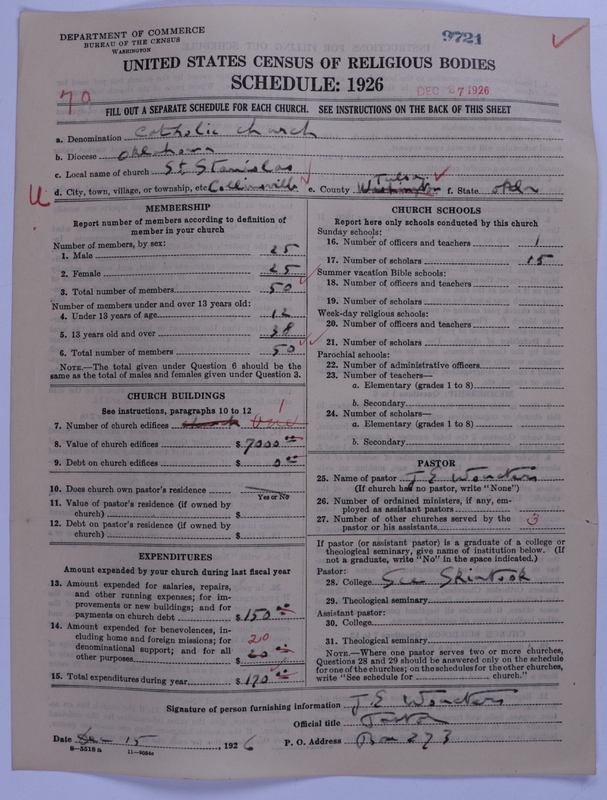 DEPARTMENT OF COMMERCE
BUREAU OF THE CENSUS
WASHINGTON
9721
UNITED STATES CENSUS OF RELIGIOUS BODIES
SCHEDULE: 1926
DEC 27 1926
70
FILL OUT A SEPARATE SCHEDULE FOR EACH CHURCH. SEE INSTRUCTIONS ON THE BACK OF THIS SHEET
a. Denomination Catholic Church
b. Diocese Oklahoma
c. Local name of church St. Stanislas
d. City, town, village, or township, etc. Collinsville e. County Washington Tulsa f. State Okla
MEMBERSHIP
Report number of members according to definition of member in your church
Number of members, by sex:
1. Male 25
2. Female 25
3. Total number of members 50
Number of members under and over 13 years old:
4. Under 13 years of age 12
5. 13 years old and over 38
6. Total number of members 50
NOTE.—The total given under Question 6 should be the
same as the total of males and females given under Question 3.
CHURCH BUILDINGS
See instructions, paragraphs 10 to 12
7. Number of church edifices church one 1
8. Value of church edifices $7000
9. Debt on church edifices $ 0
10. Does church own pastor's residence
Yes or No
11. Value of pastor's residence (if owned by
church) $
12. Debt on pastor's residence (if owned by
church) $
EXPENDITURES
Amount expended by your church during last fiscal year
13. Amount expended for salaries, repairs,
and other running expenses; for im-
provements or new buildings; and for
payments on church debt $150
14. Amount expended for benevolences, in-
cluding home and foreign missions; for 20
denominational support; and for all
other purposes $ 20
15. Total expenditures during year $170
CHURCH SCHOOLS
Report here only schools conducted by this church
Sunday schools:
16. Number of officers and teachers 1
17. Number of scholars 15
Summer vacation Bible schools:
18. Number of officers and teachers
19. Number of scholars
Week-day religious schools:
20. Number of officers and teachers
21. Number of scholars
Parochial schools:
22. Number of administrative officers
23. Number of teachers—
a. Elementary (grades 1 to 8)
b. Secondary
24. Number of scholars—
a. Elementary (grades 1 to 8)
b. Secondary
PASTOR
25. Name of pastor J. E.
(If church has no pastor, write "None")
26. Number of ordained ministers, if any, em-
ployed as assistant pastors
27. Number of other churches served by the
pastor or his assistants 3
If pastor (or assistant pastor) is a graduate of a college or
theological seminary, give name of institution below. (If
not a graduate, write "No" in the space indicated.)
Pastor:
28. College See Skiatook
29. Theological seminary
Assistant pastor:
30. College
31. Theological seminary
NOTE.—Where one pastor serves two or more churches,
Questions 28 and 29 should be answered only on the schedule
for one of the churches; on the schedules for the other churches,
write "See schedule for church."
Signature of person furnishing information J. E.
Official title Pastor
Date Dec 15, 1926 P. O. Address Box 273
8—5516 a